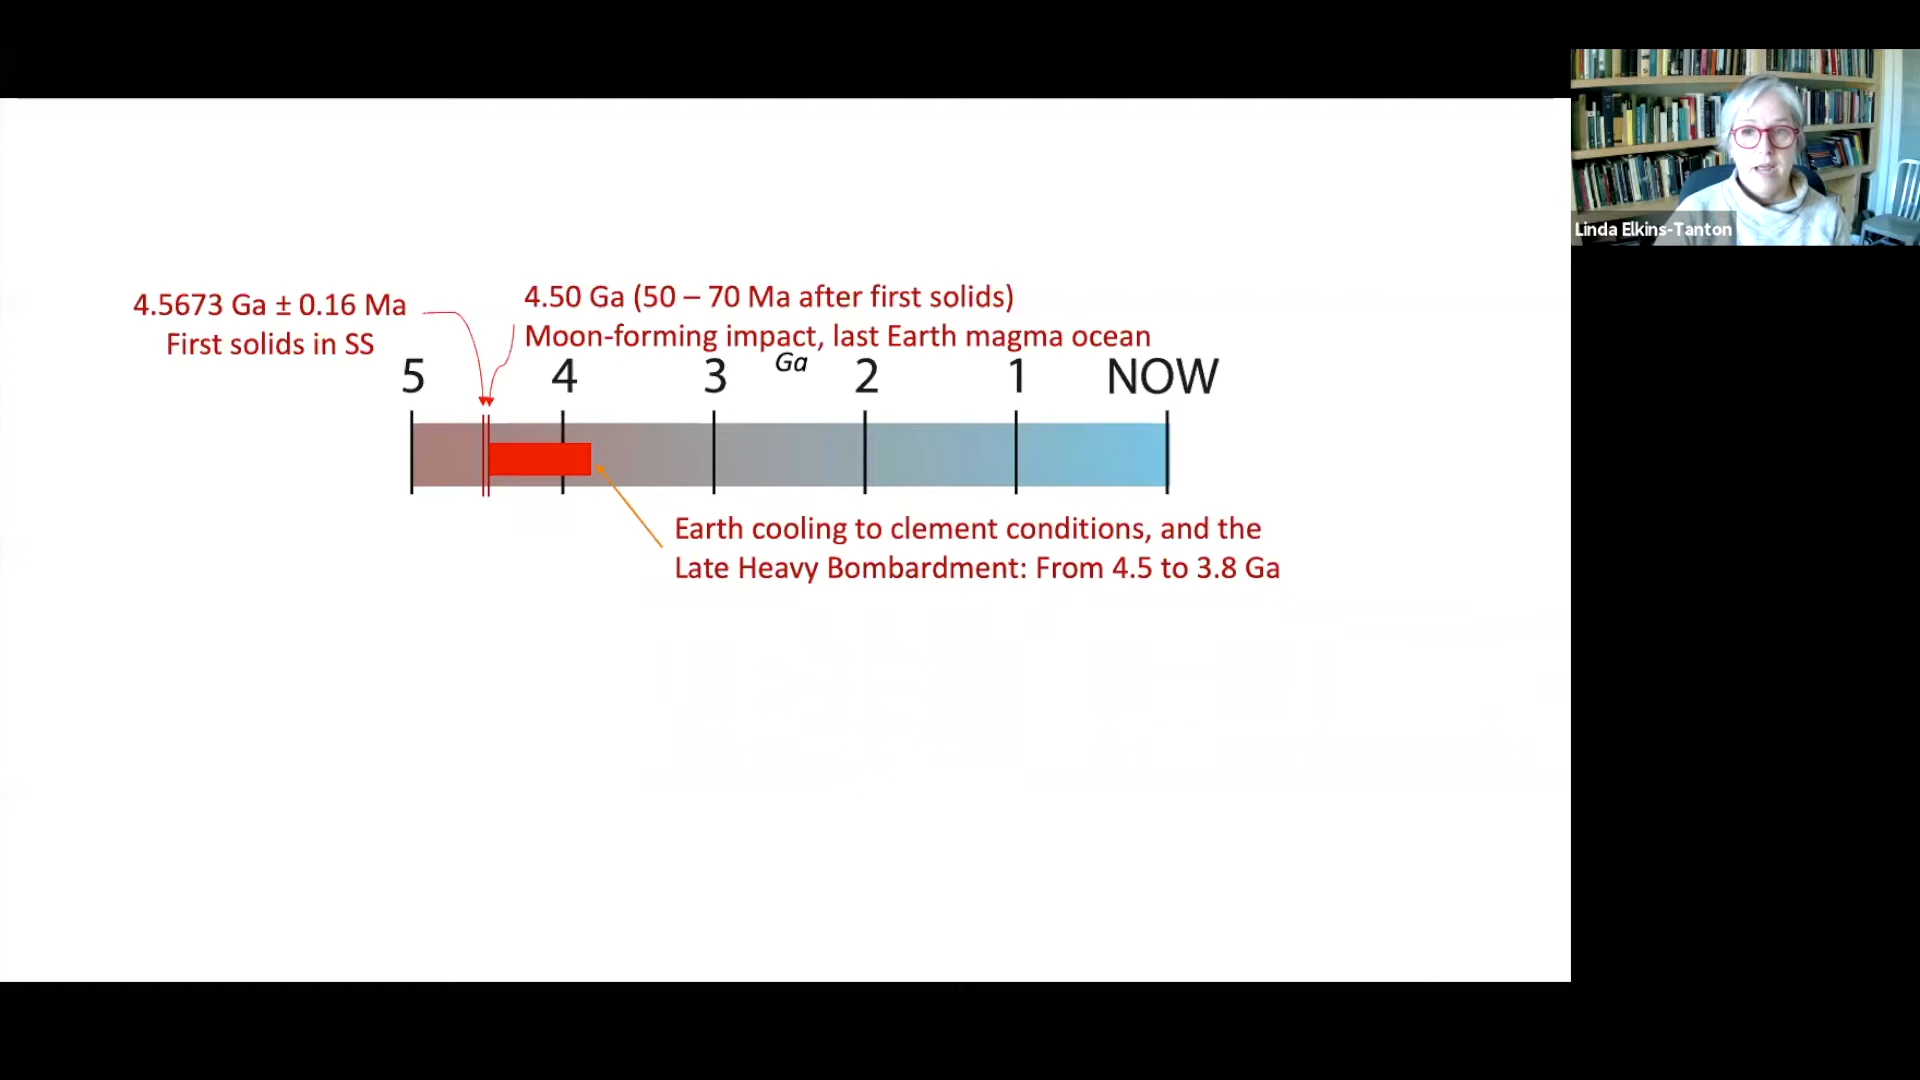 Linda Elkins-Tanton
4.5673 Ga ± 0.16 Ma
First solids in SS
4.50 Ga (50 – 70 Ma after first solids)
Moon-forming impact, last Earth magma ocean
Ga
5 4 3 2 1 NOW
Earth cooling to clement conditions, and the
Late Heavy Bombardment: From 4.5 to 3.8 Ga